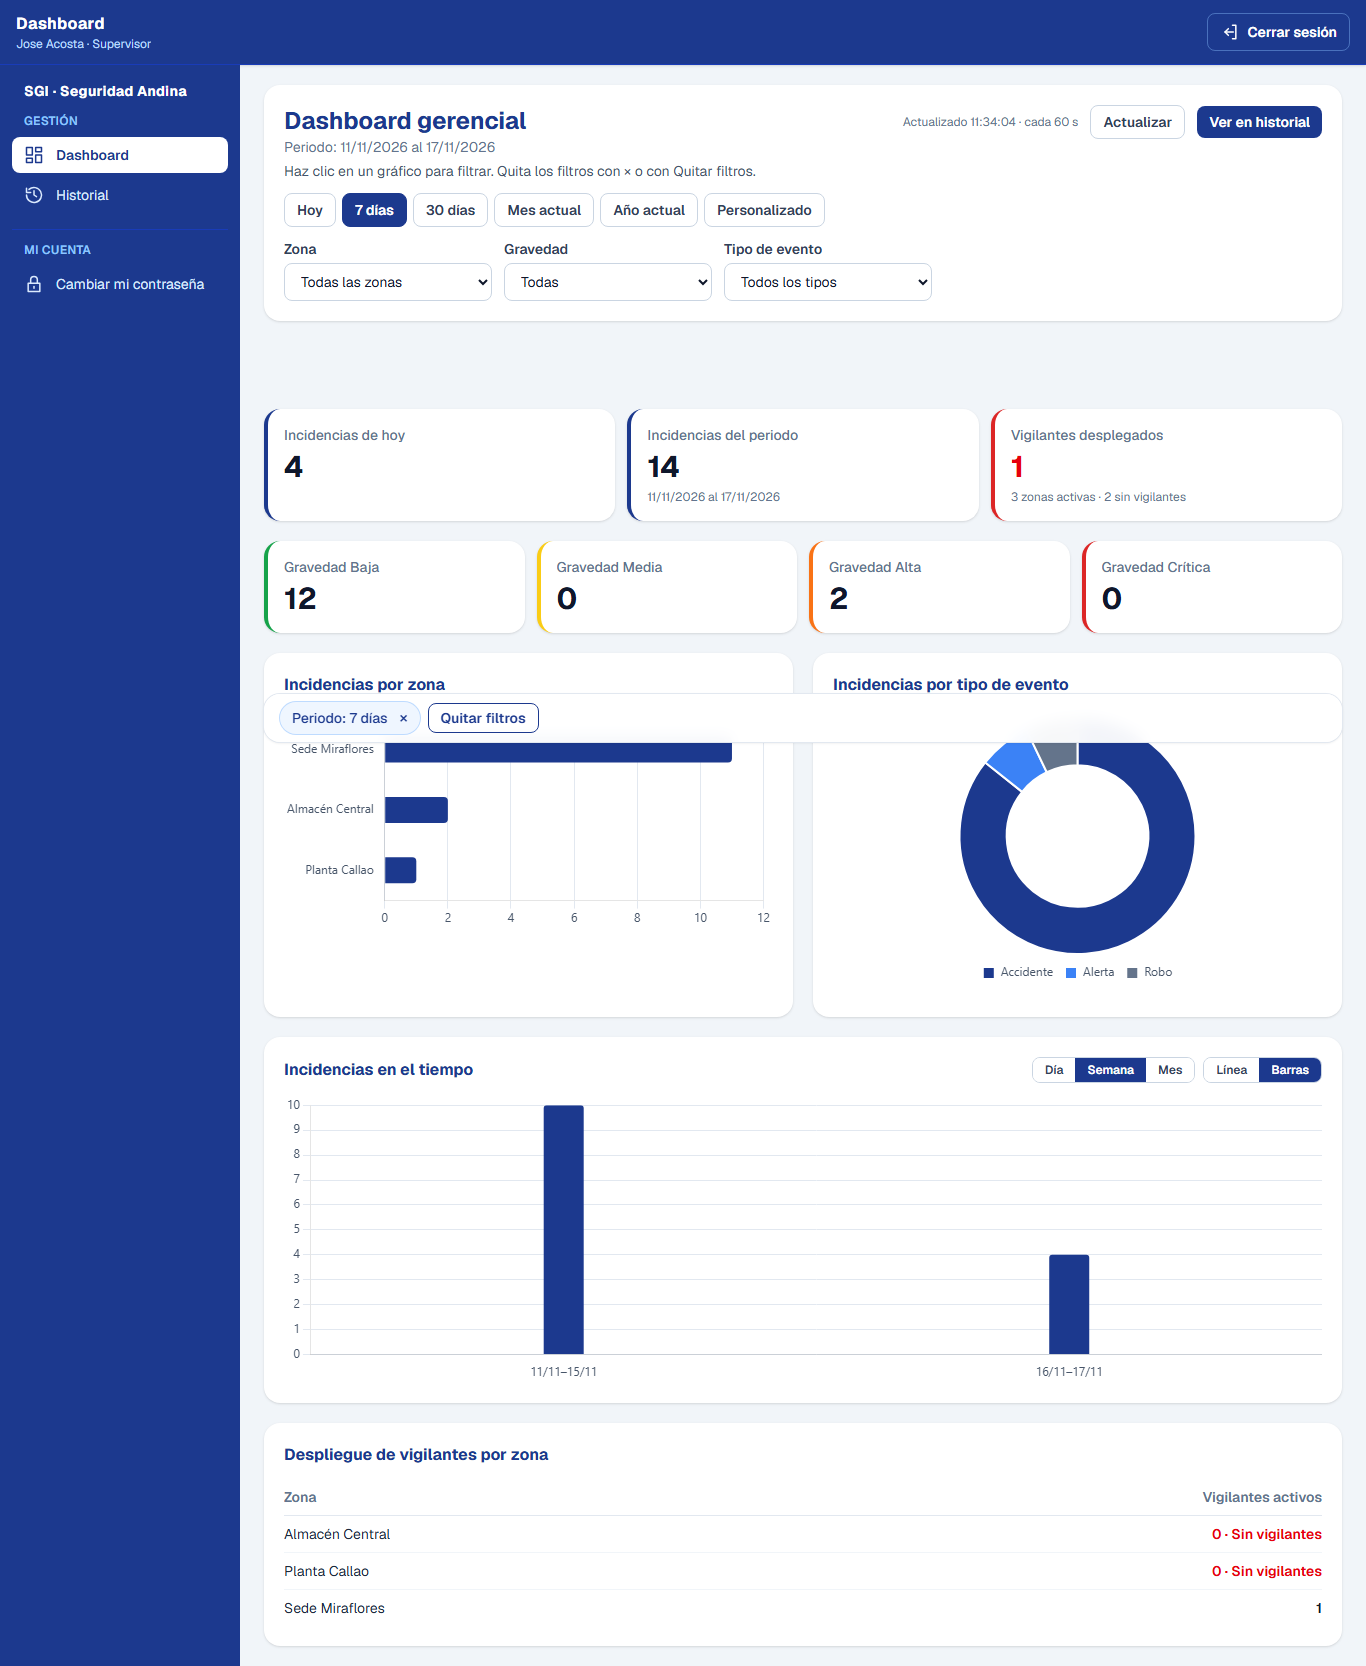 Dashboard
Jose Acosta · Supervisor
Cerrar sesión
SGI · Seguridad Andina
GESTIÓN
Dashboard
Historial
MI CUENTA
Cambiar mi contraseña
Dashboard gerencial
Actualizado 11:34:04 · cada 60 s
Actualizar
Ver en historial
Periodo: 11/11/2026 al 17/11/2026
Haz clic en un gráfico para filtrar. Quita los filtros con × o con Quitar filtros.
Hoy
7 días
30 días
Mes actual
Año actual
Personalizado
Zona
Gravedad
Tipo de evento
Todas las zonas
Todas
Todos los tipos
Incidencias de hoy
4
Incidencias del periodo
14
11/11/2026 al 17/11/2026
Vigilantes desplegados
1
3 zonas activas · 2 sin vigilantes
Gravedad Baja
12
Gravedad Media
0
Gravedad Alta
2
Gravedad Crítica
0
Incidencias por zona
Incidencias por tipo de evento
Periodo: 7 días ×
Quitar filtros
Sede Miraflores
Almacén Central
Planta Callao
0 2 4 6 8 10 12
Accidente Alerta Robo
Incidencias en el tiempo
Día Semana Mes
Línea Barras
10
9
8
7
6
5
4
3
2
1
0
11/11–15/11
16/11–17/11
Despliegue de vigilantes por zona
Zona Vigilantes activos
Almacén Central 0 · Sin vigilantes
Planta Callao 0 · Sin vigilantes
Sede Miraflores 1